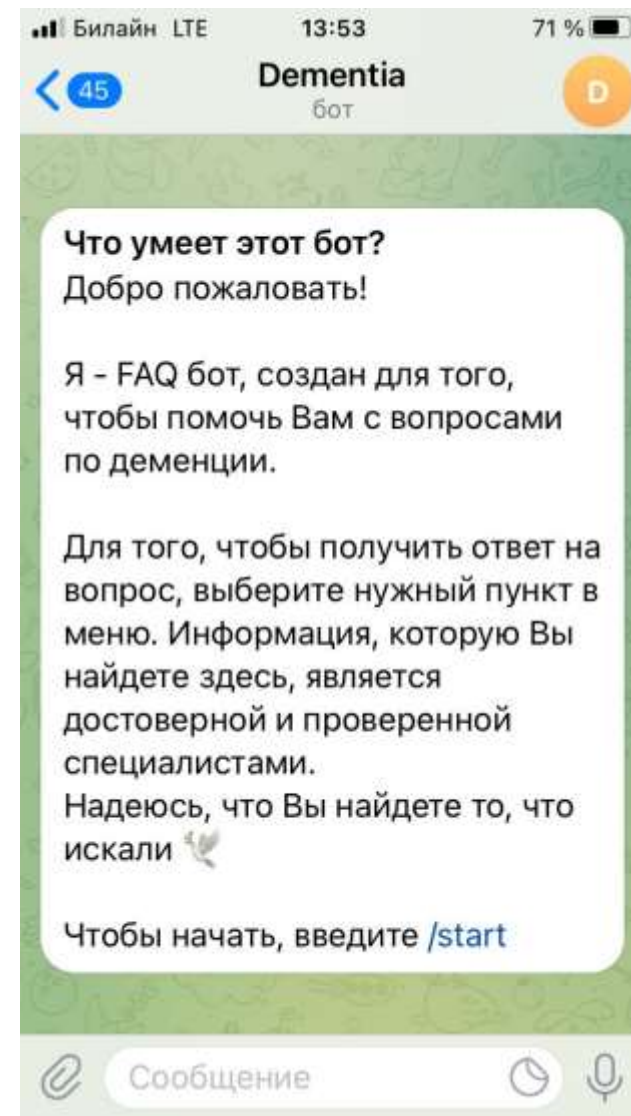 Билайн LTE 13:53 71 %
45 Dementia D
бот
Что умеет этот бот?
Добро пожаловать!
Я - FAQ бот, создан для того,
чтобы помочь Вам с вопросами
по деменции.
Для того, чтобы получить ответ на
вопрос, выберите нужный пункт в
меню. Информация, которую Вы
найдете здесь, является
достоверной и проверенной
специалистами.
Надеюсь, что Вы найдете то, что
искали 🕊
Чтобы начать, введите /start
Сообщение